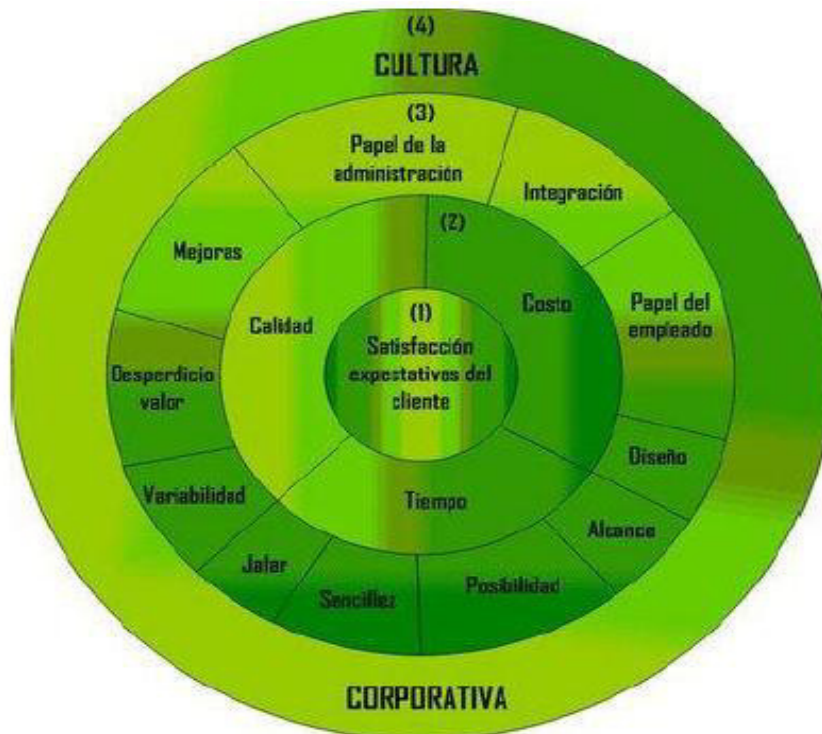 (4)
CULTURA
(3)
Papel de la
administración
Integración
(2)
Mejoras
Papel del
empleado
Costo
Calidad
(1)
Satisfacción
expectativas del
cliente
Desperdicio
valor
Diseño
Variabilidad
Tiempo
Alcance
Jalar
Sencillez
Posibilidad
CORPORATIVA